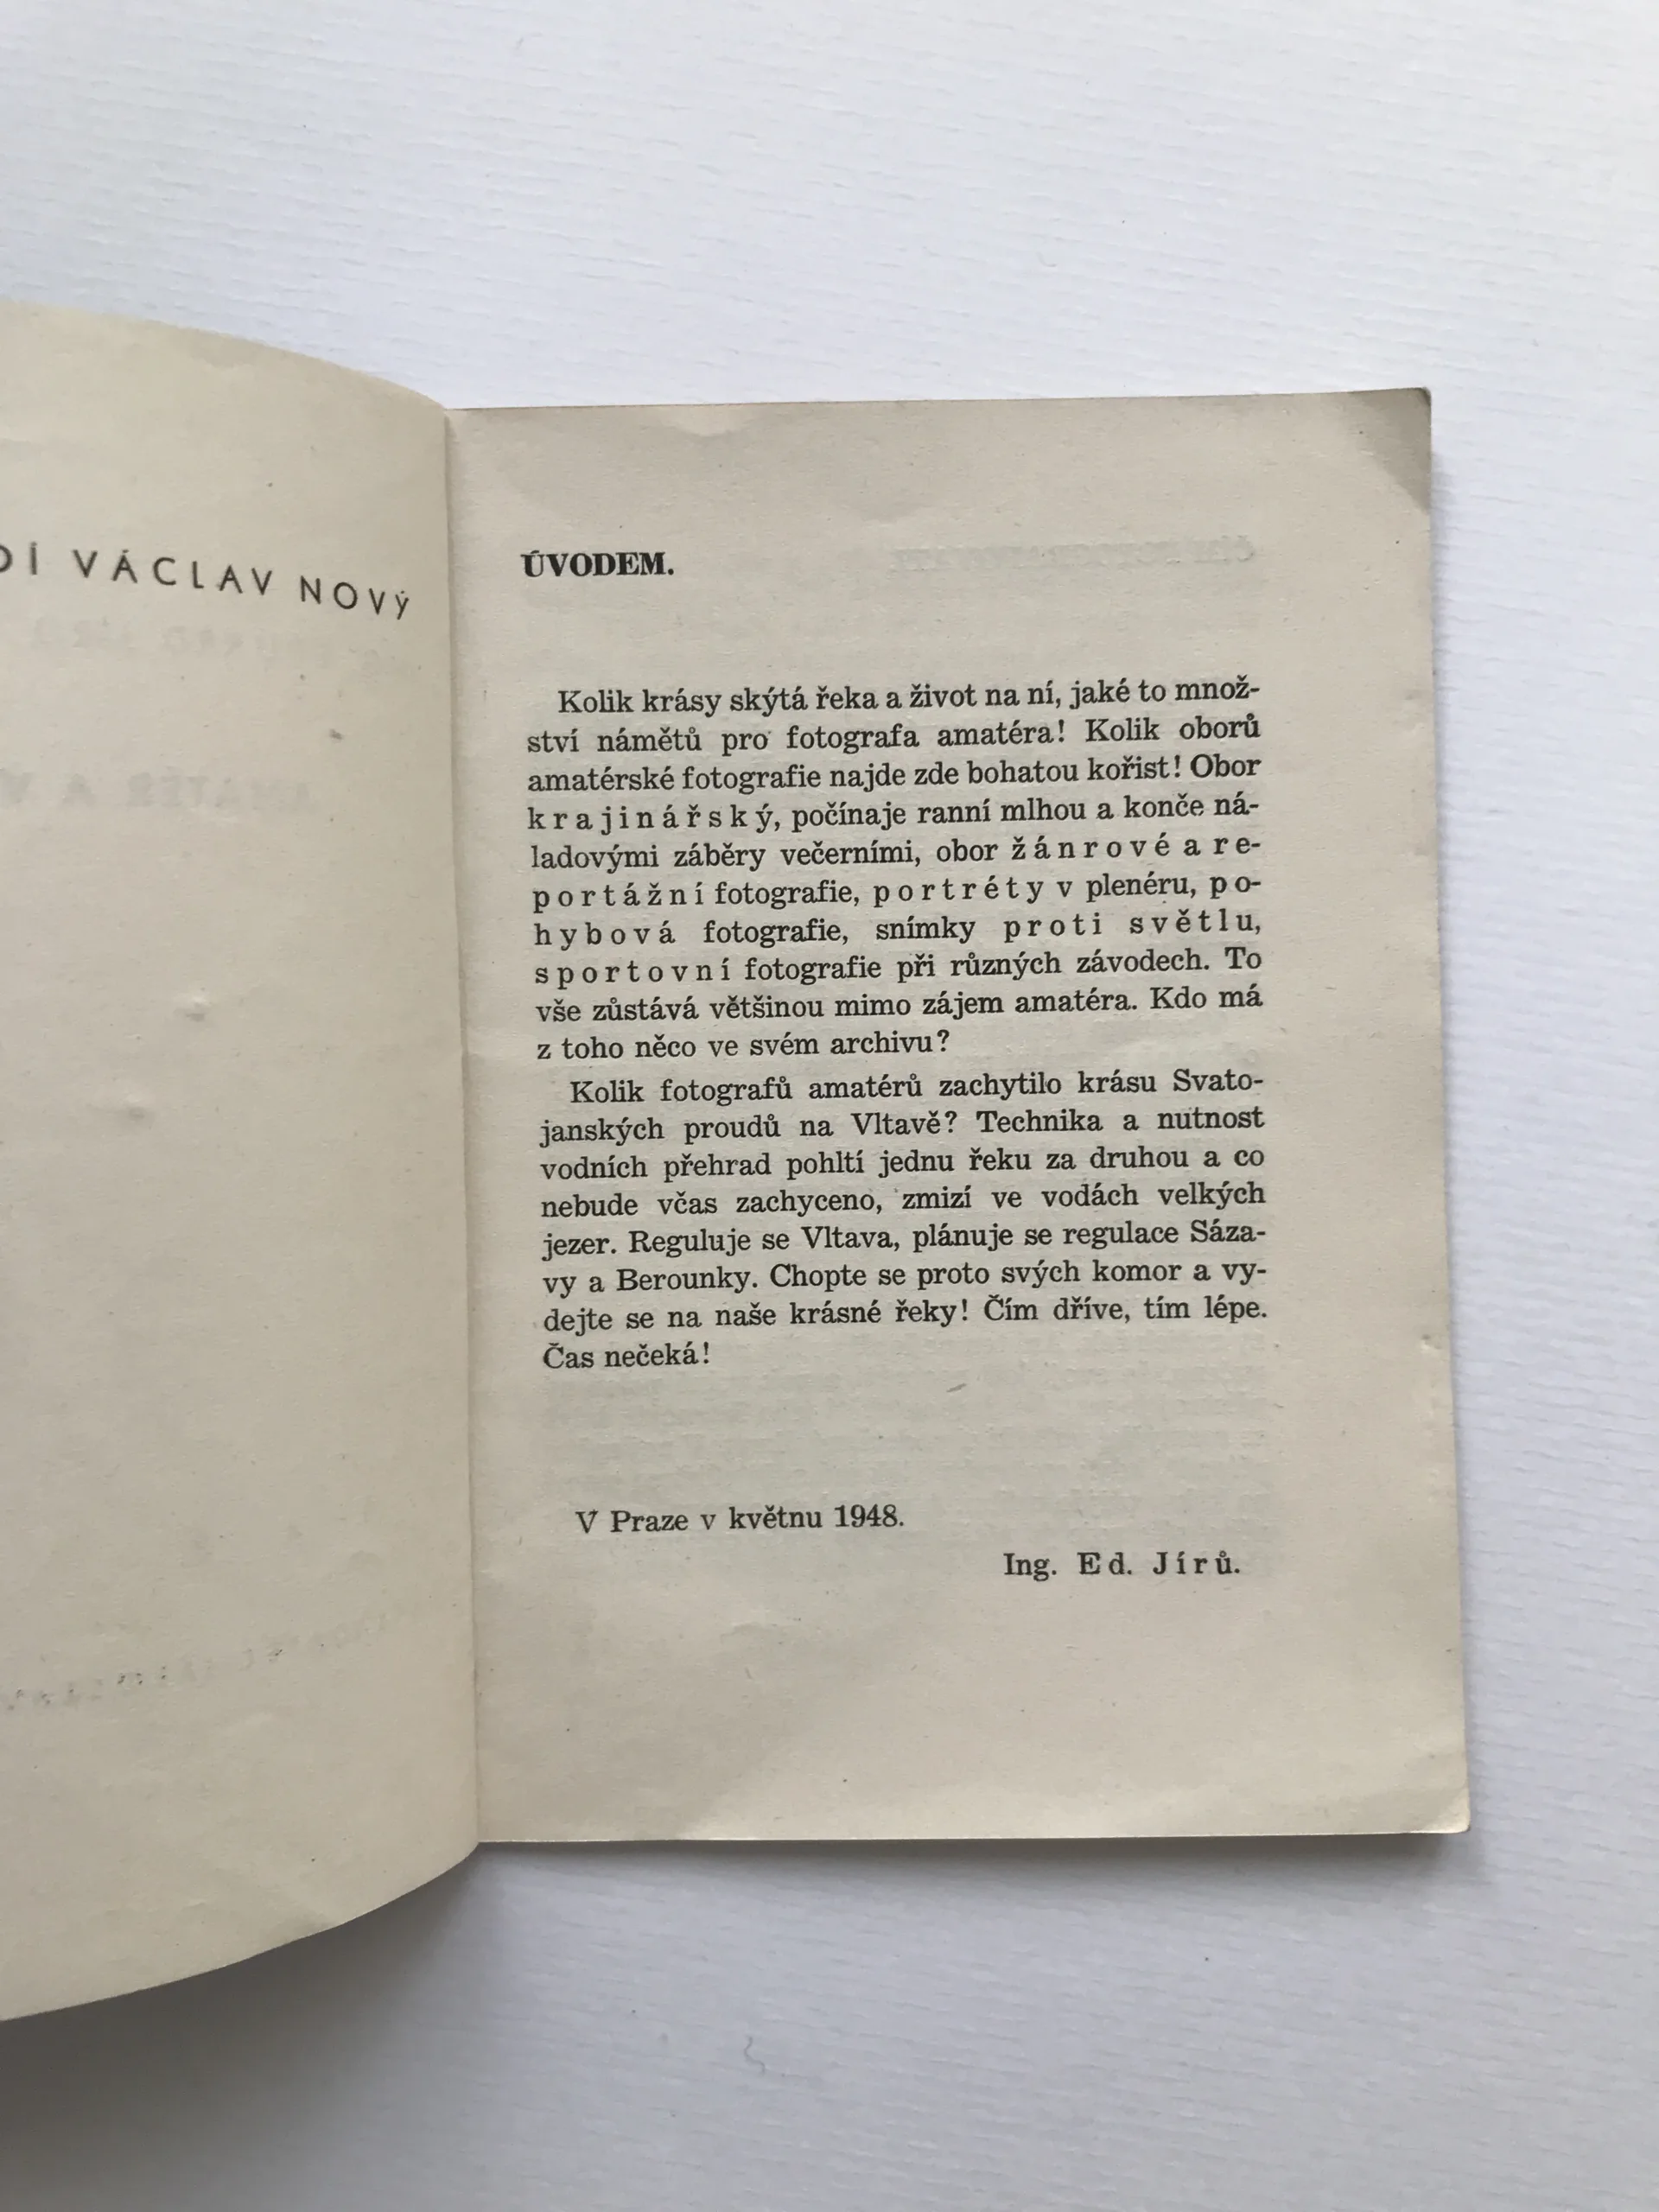 DÍ VÁCLAV NOVÝ
ÚVODEM.
Kolik krásy skýtá řeka a život na ní, jaké to množ-
ství námětů pro fotografa amatéra! Kolik oborů
amatérské fotografie najde zde bohatou kořist! Obor
krajinářský, počínaje ranní mlhou a konče ná-
ladovými záběry večerními, obor žánrové a re-
portážní fotografie, portréty v plenéru, po-
hybová fotografie, snímky proti světlu,
sportovní fotografie při různých závodech. To
vše zůstává většinou mimo zájem amatéra. Kdo má
z toho něco ve svém archivu?
Kolik fotografů amatérů zachytilo krásu Svato-
janských proudů na Vltavě? Technika a nutnost
vodních přehrad pohltí jednu řeku za druhou a co
nebude včas zachyceno, zmizí ve vodách velkých
jezer. Reguluje se Vltava, plánuje se regulace Sáza-
vy a Berounky. Chopte se proto svých komor a vy-
dejte se na naše krásné řeky! Čím dříve, tím lépe.
Čas nečeká!
V Praze v květnu 1948.
Ing. Ed. Jírů.